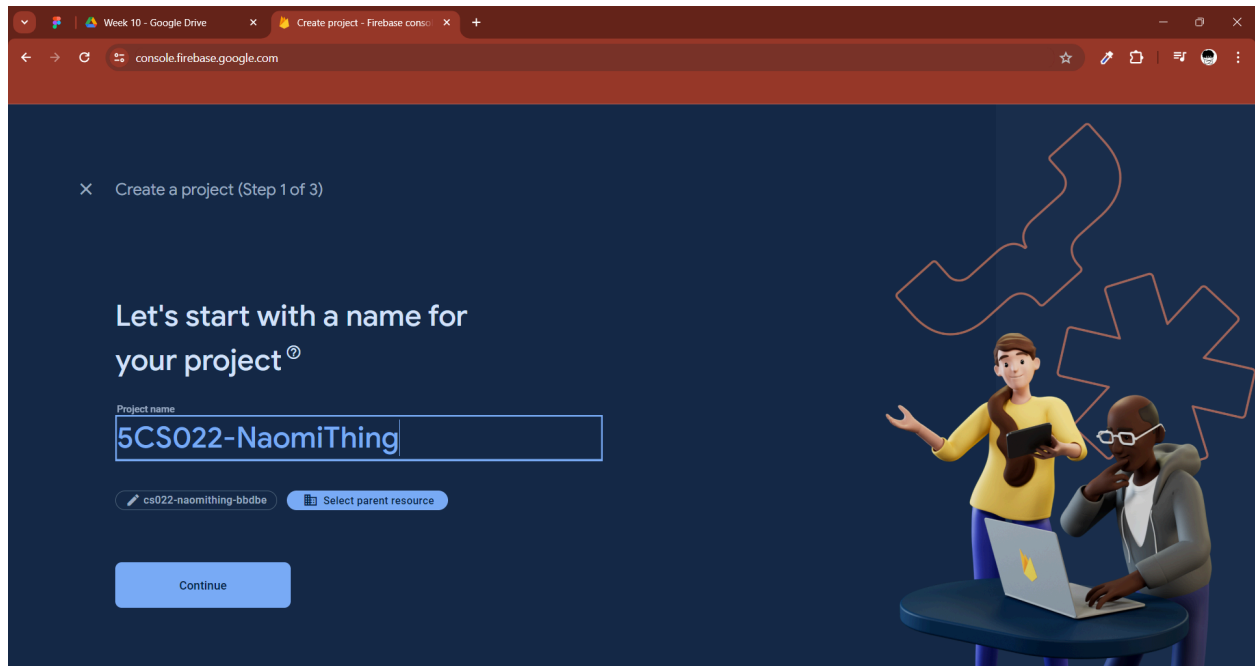 Week 10 - Google Drive
Create project - Firebase conso
console.firebase.google.com
Create a project (Step 1 of 3)
Let's start with a name for
your project
Project name
5CS022-NaomiThing
cs022-naomithing-bbdbe
Select parent resource
Continue